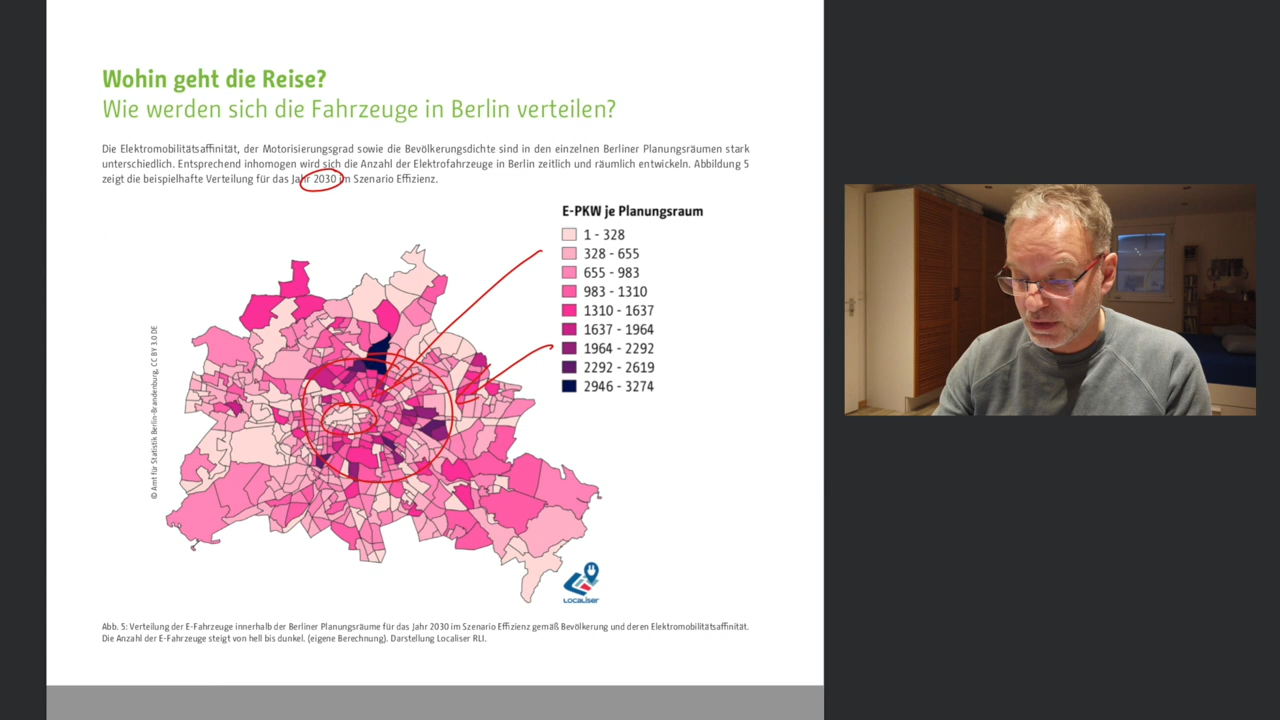 Wohin geht die Reise?
Wie werden sich die Fahrzeuge in Berlin verteilen?
Die Elektromobilitätsaffinität, der Motorisierungsgrad sowie die Bevölkerungsdichte sind in den einzelnen Berliner Planungsräumen stark
unterschiedlich. Entsprechend inhomogen wird sich die Anzahl der Elektrofahrzeuge in Berlin zeitlich und räumlich entwickeln. Abbildung 5
zeigt die beispielhafte Verteilung für das Jahr 2030 im Szenario Effizienz.
E-PKW je Planungsraum
1 - 328
328 - 655
655 - 983
983 - 1310
1310 - 1637
1637 - 1964
1964 - 2292
2292 - 2619
2946 - 3274
© Amt für Statistik Berlin-Brandenburg, CC BY 3.0 DE
LOCALISER
Abb. 5: Verteilung der E-Fahrzeuge innerhalb der Berliner Planungsräume für das Jahr 2030 im Szenario Effizienz gemäß Bevölkerung und deren Elektromobilitätsaffinität.
Die Anzahl der E-Fahrzeuge steigt von hell bis dunkel. (eigene Berechnung). Darstellung Localiser RLI.